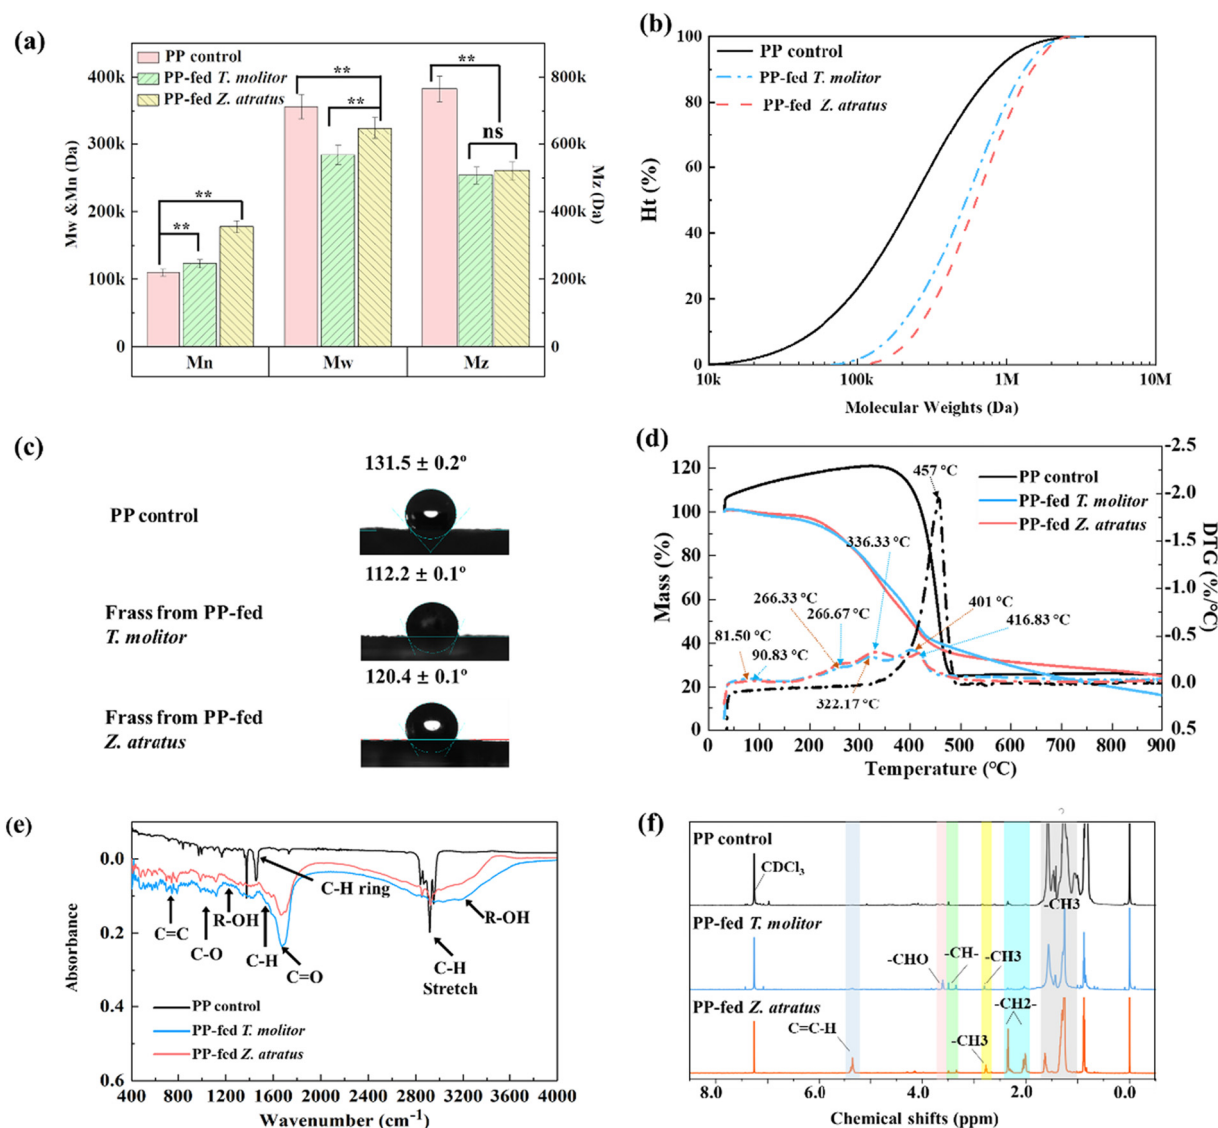 (a)
PP control
PP-fed T. molitor
PP-fed Z. atratus
400k
300k
200k
100k
0
Mw &Mn (Da)
800k
600k
400k
200k
0
Mz (Da)
**
**
**
**
**
ns
Mn
Mw
Mz
(b)
PP control
PP-fed T. molitor
PP-fed Z. atratus
100
80
60
40
20
0
Ht (%)
10k
100k
1M
10M
Molecular Weights (Da)
(c)
131.5 ± 0.2°
PP control
112.2 ± 0.1°
Frass from PP-fed
T. molitor
120.4 ± 0.1°
Frass from PP-fed
Z. atratus
(d)
120
100
80
60
40
20
0
Mass (%)
-2.5
-2.0
-1.5
-1.0
-0.5
0.0
0.5
DTG (%/°C)
PP control
PP-fed T. molitor
PP-fed Z. atratus
457 °C
336.33 °C
266.33 °C
266.67 °C
401 °C
416.83 °C
81.50 °C
90.83 °C
322.17 °C
0
100
200
300
400
500
600
700
800
900
Temperature (°C)
(e)
0.0
0.2
0.4
0.6
Absorbance
C-H ring
C=C
C-O
R-OH
C-H
C=O
C-H
Stretch
R-OH
PP control
PP-fed T. molitor
PP-fed Z. atratus
400
800
1200
1600
2000
2400
2800
3200
3600
4000
Wavenumber (cm-1)
(f)
PP control
CDCl3
-CH3
PP-fed T. molitor
-CHO
-CH-
-CH3
PP-fed Z. atratus
-CH2-
C=C-H
-CH3
8.0
6.0
4.0
2.0
0.0
Chemical shifts (ppm)